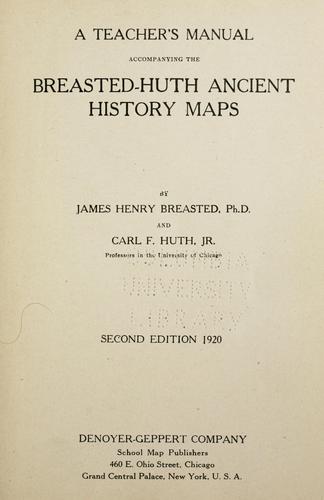 A TEACHER'S MANUAL
ACCOMPANYING THE
BREASTED-HUTH ANCIENT
HISTORY MAPS
BY
JAMES HENRY BREASTED, Ph.D.
AND
CARL F. HUTH, JR.
Professors in the University of Chicago
UNIVERSITY
LIBRARY
SECOND EDITION 1920
DENOYER-GEPPERT COMPANY
School Map Publishers
460 E. Ohio Street, Chicago
Grand Central Palace, New York, U. S. A.